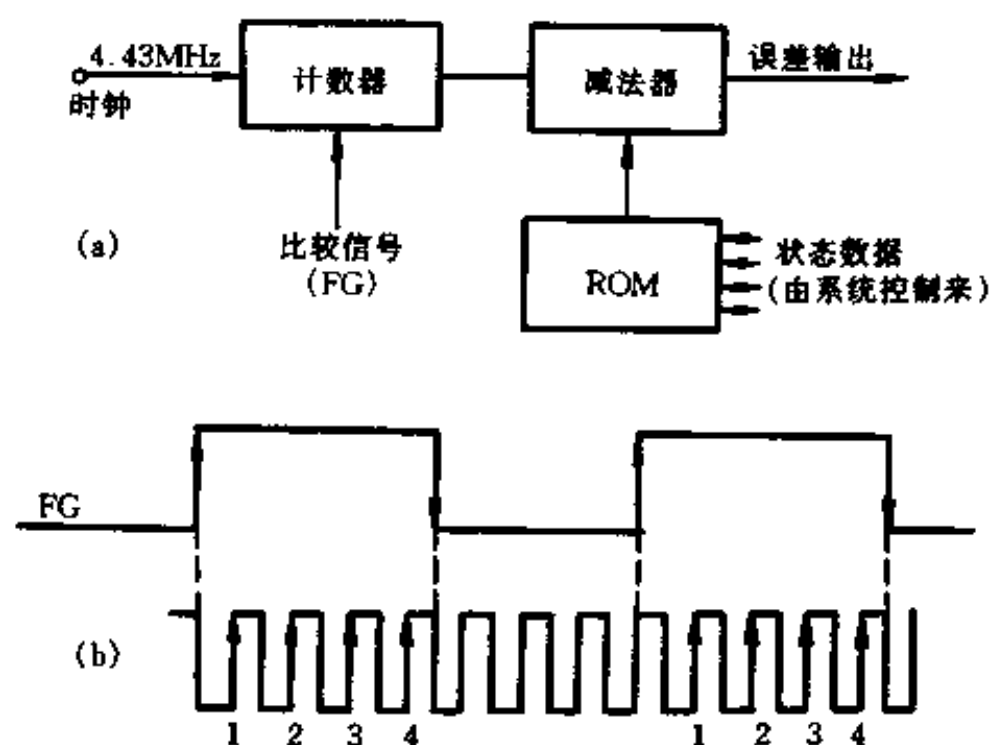 4.43MHz
时钟
计数器
减法器
误差输出
(a)
比较信号
(FG)
ROM
状态数据
(由系统控制来)
FG
(b)
1 2 3 4 1 2 3 4